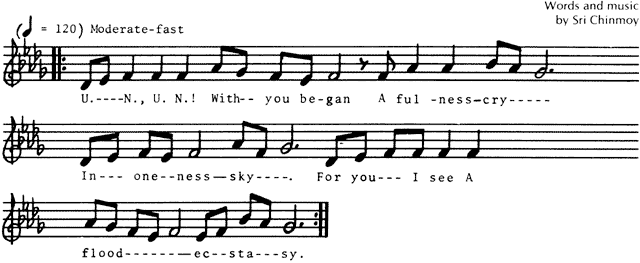 Words and music
by Sri Chinmoy
(♩ = 120) Moderate-fast
U.----N., U. N.! With-- you be-gan A ful -ness-cry-----
In--- one--ness--sky----. For you--- I see A
flood---------ec--sta--sy.